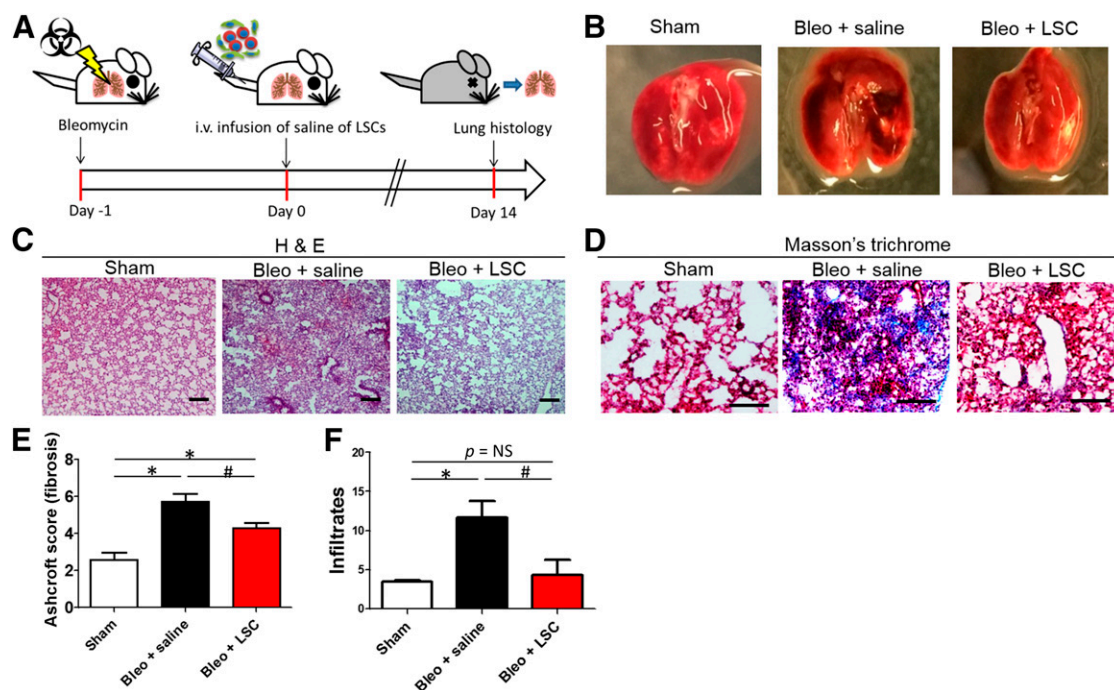 A
Bleomycin
i.v. infusion of saline of LSCs
Lung histology
Day -1
Day 0
Day 14
B
Sham
Bleo + saline
Bleo + LSC
C
H & E
Sham
Bleo + saline
Bleo + LSC
D
Masson's trichrome
Sham
Bleo + saline
Bleo + LSC
E
Ashcroft score (fibrosis)
8
6
4
2
0
*
*
#
Sham
Bleo + saline
Bleo + LSC
F
Infiltrates
20
15
10
5
0
p = NS
*
#
Sham
Bleo + saline
Bleo + LSC